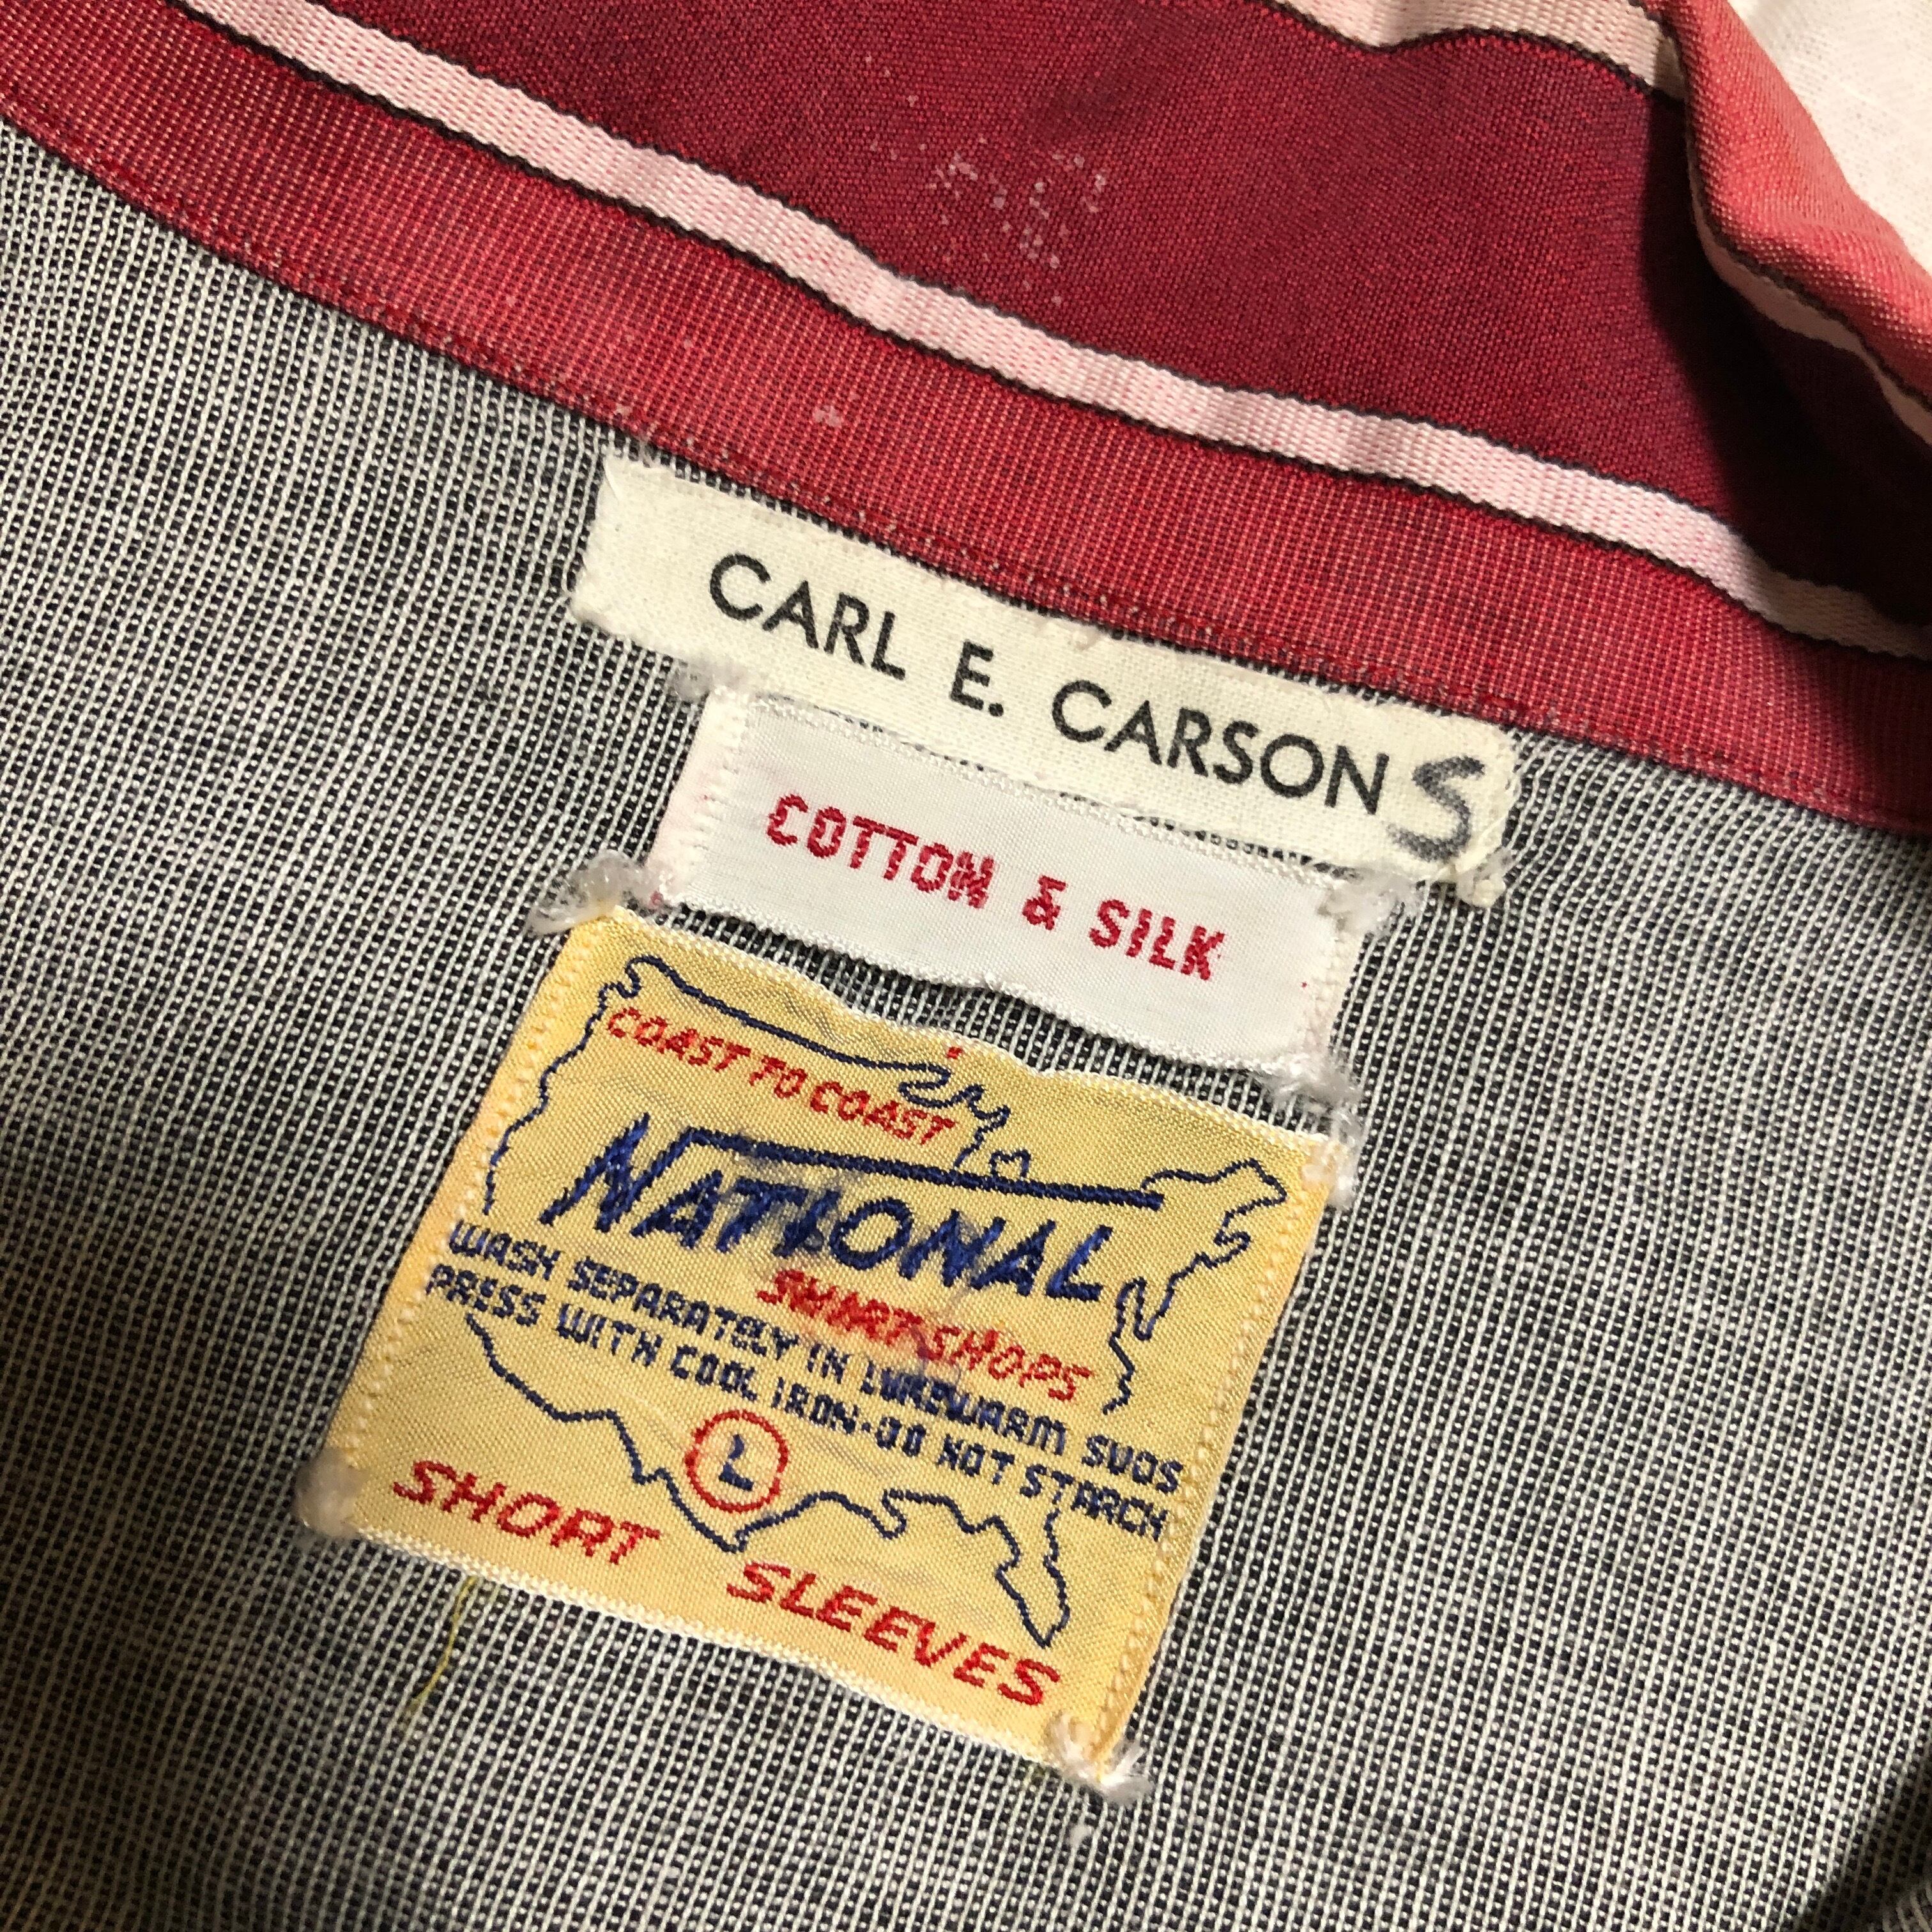 CARL E. CARSON S
COTTON & SILK
COAST TO COAST
NATIONAL
SHIRT SHOPS
WASH SEPARATELY IN LUKEWARM SUDS
PRESS WITH COOL IRON-DO NOT STARCH
L
SHORT SLEEVES